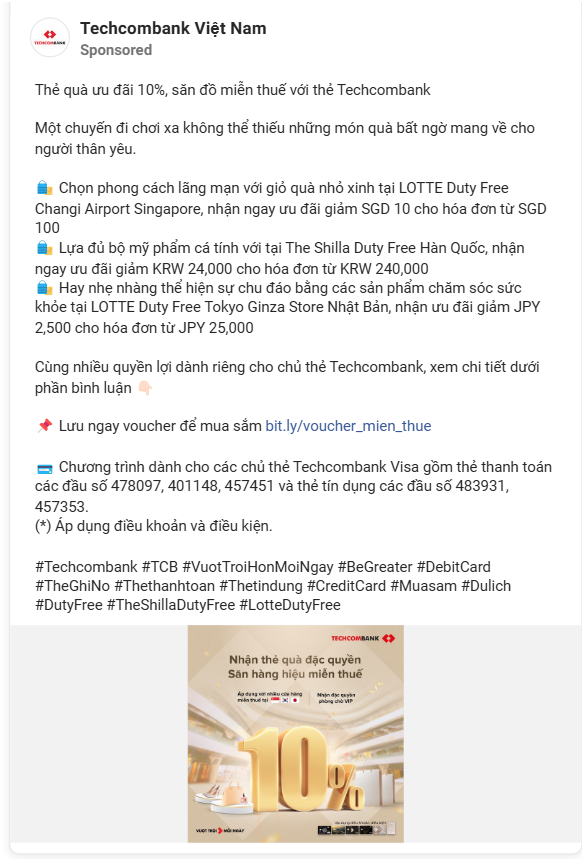 Techcombank Việt Nam
TECHCOMBANK
Sponsored
Thẻ quà ưu đãi 10%, săn đồ miễn thuế với thẻ Techcombank
Một chuyến đi chơi xa không thể thiếu những món quà bất ngờ mang về cho
người thân yêu.
🛍️ Chọn phong cách lãng mạn với giỏ quà nhỏ xinh tại LOTTE Duty Free
Changi Airport Singapore, nhận ngay ưu đãi giảm SGD 10 cho hóa đơn từ SGD
100
🛍️ Lựa đủ bộ mỹ phẩm cá tính với tại The Shilla Duty Free Hàn Quốc, nhận
ngay ưu đãi giảm KRW 24,000 cho hóa đơn từ KRW 240,000
🛍️ Hay nhẹ nhàng thể hiện sự chu đáo bằng các sản phẩm chăm sóc sức
khỏe tại LOTTE Duty Free Tokyo Ginza Store Nhật Bản, nhận ưu đãi giảm JPY
2,500 cho hóa đơn từ JPY 25,000
Cùng nhiều quyền lợi dành riêng cho chủ thẻ Techcombank, xem chi tiết dưới
phần bình luận 👇🏻
📌 Lưu ngay voucher để mua sắm bit.ly/voucher_mien_thue
💳 Chương trình dành cho các chủ thẻ Techcombank Visa gồm thẻ thanh toán
các đầu số 478097, 401148, 457451 và thẻ tín dụng các đầu số 483931,
457353.
(*) Áp dụng điều khoản và điều kiện.
#Techcombank #TCB #VuotTroiHonMoiNgay #BeGreater #DebitCard
#TheGhiNo #Thethanhtoan #Thetindung #CreditCard #Muasam #Dulich
#DutyFree #TheShillaDutyFree #LotteDutyFree
TECHCOMBANK
Nhận thẻ quà đặc quyền
Săn hàng hiệu miễn thuế
Áp dụng với nhiều cửa hàng
miễn thuế tại
Nhận đặc quyền
phòng chờ VIP
10%
VƯỢT TRỘI MỖI NGÀY